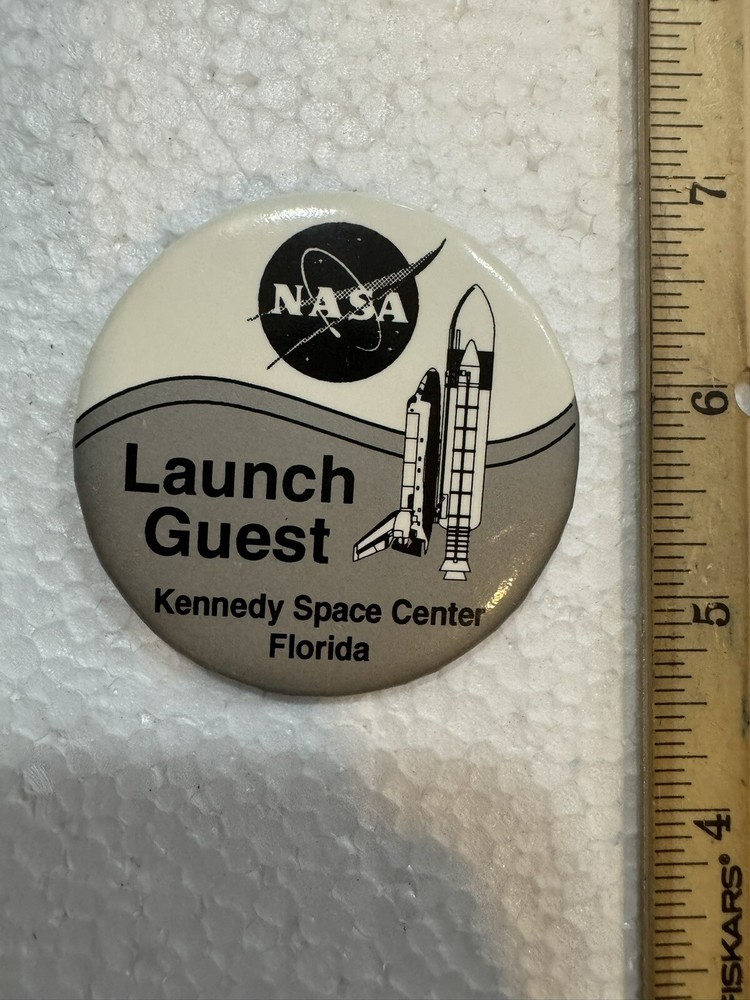 NASA
Launch
Guest
Kennedy Space Center
Florida
7
6
5
4
FISKARS®